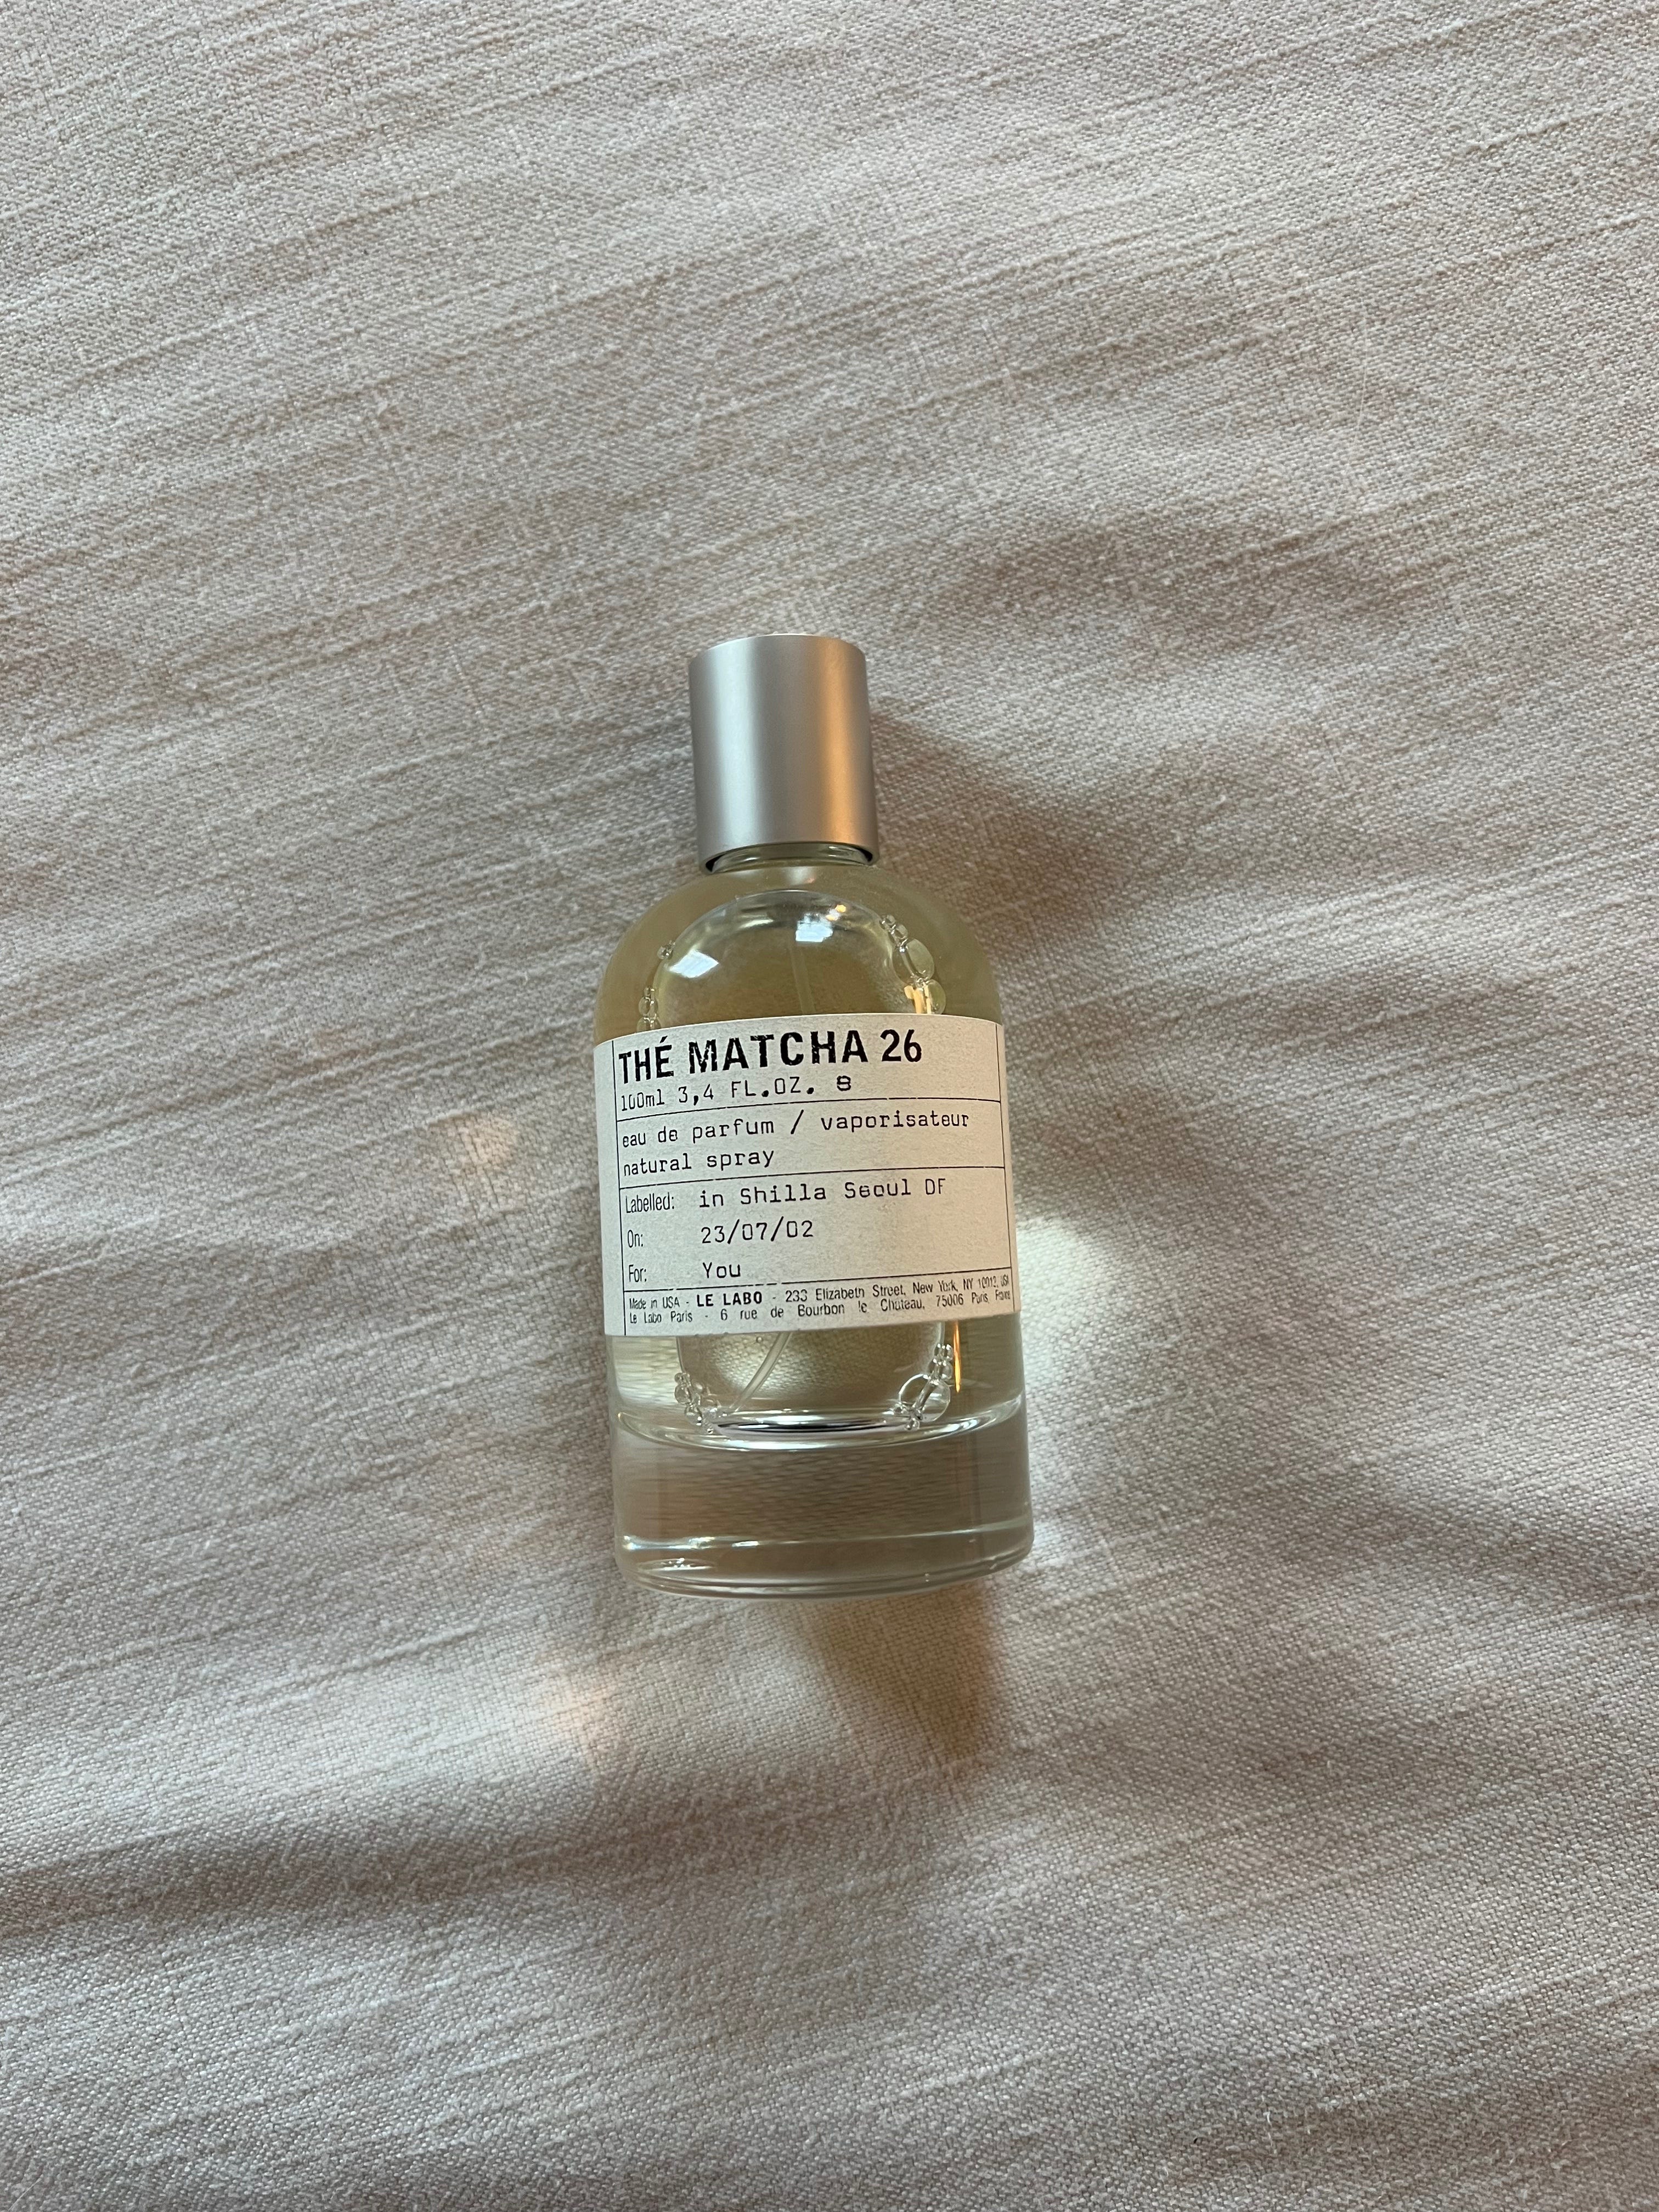 THÉ MATCHA 26
100ml 3,4 FL.OZ. 8
eau de parfum / vaporisateur
natural spray
Labelled: in Shilla Seoul DF
On: 23/07/02
For: You
Made in USA - LE LABO - 233 Elizabeth Street, New York, NY 10012, USA
Le Labo Paris - 6 rue de Bourbon le Château, 75006 Paris, France